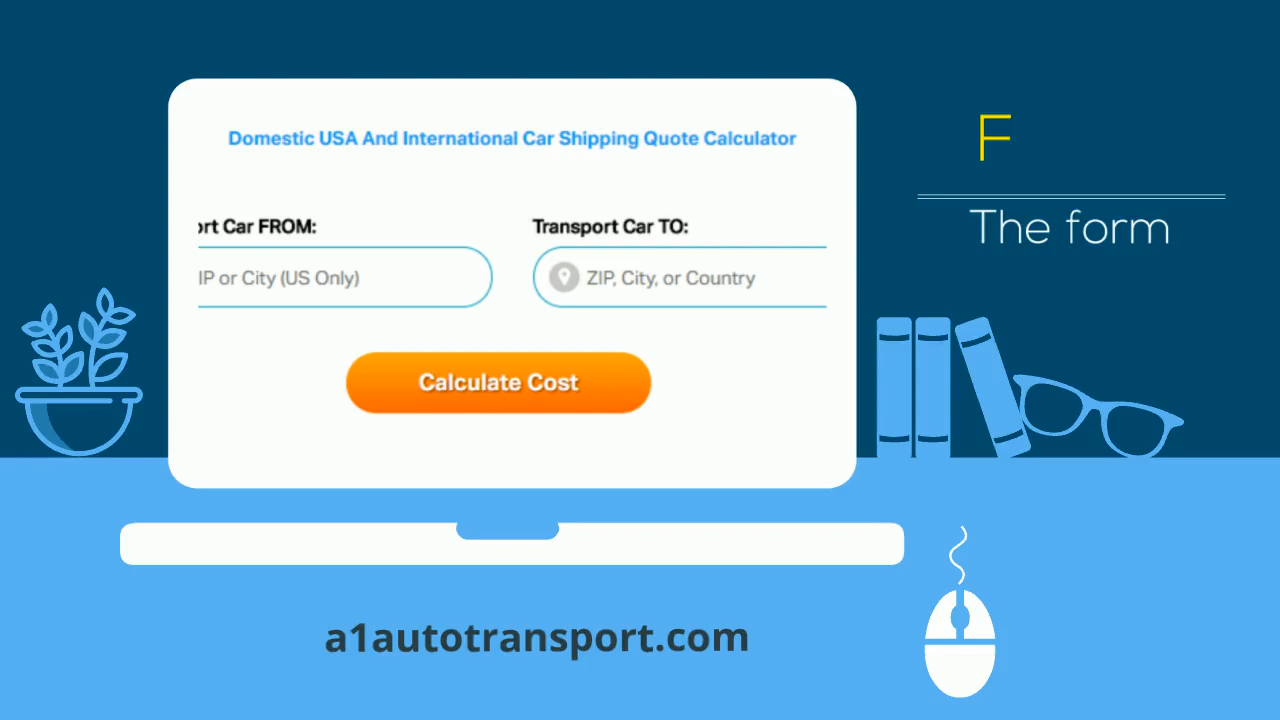 Domestic USA And International Car Shipping Quote Calculator
ort Car FROM:
Transport Car TO:
IP or City (US Only)
ZIP, City, or Country
Calculate Cost
F
The form
a1autotransport.com